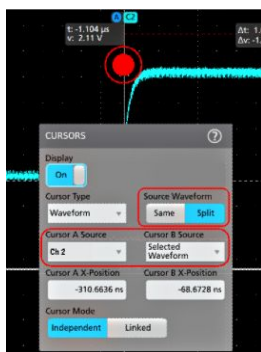 A C2
t: -1.104 µs
v: 2.11 V
Δt: 1.
Δv: -1.
CURSORS
?
Display
On
Cursor Type
Source Waveform
Waveform
Same Split
Cursor A Source
Cursor B Source
Ch 2
Selected Waveform
Cursor A X-Position
Cursor B X-Position
-310.6636 ns
-68.6728 ns
Cursor Mode
Independent Linked